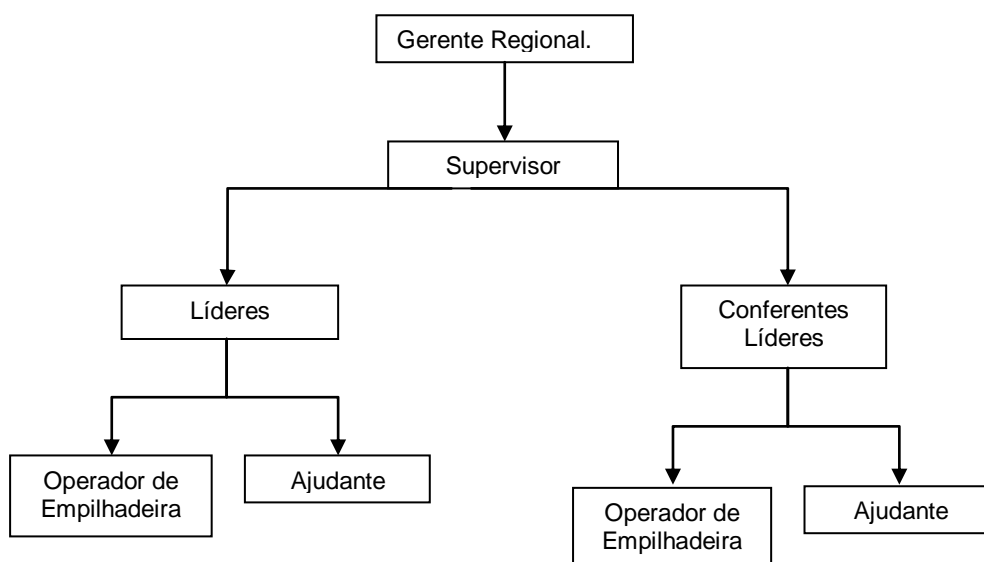 Gerente Regional.
Supervisor
Líderes
Conferentes
Líderes
Operador de
Empilhadeira
Ajudante
Operador de
Empilhadeira
Ajudante